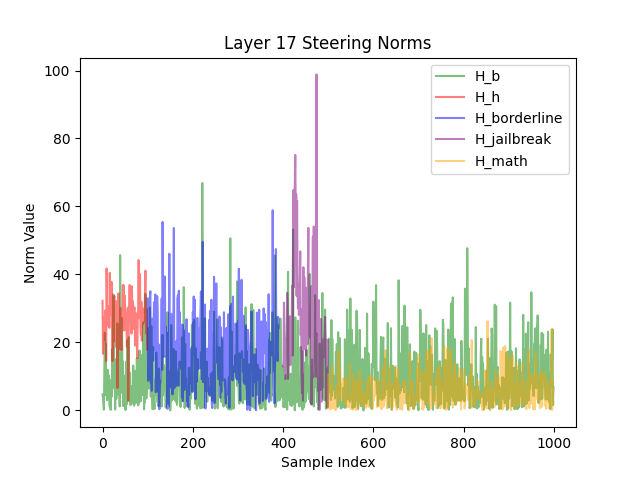 Layer 17 Steering Norms
100
80
60
40
20
0
Norm Value
H_b
H_h
H_borderline
H_jailbreak
H_math
0 200 400 600 800 1000
Sample Index